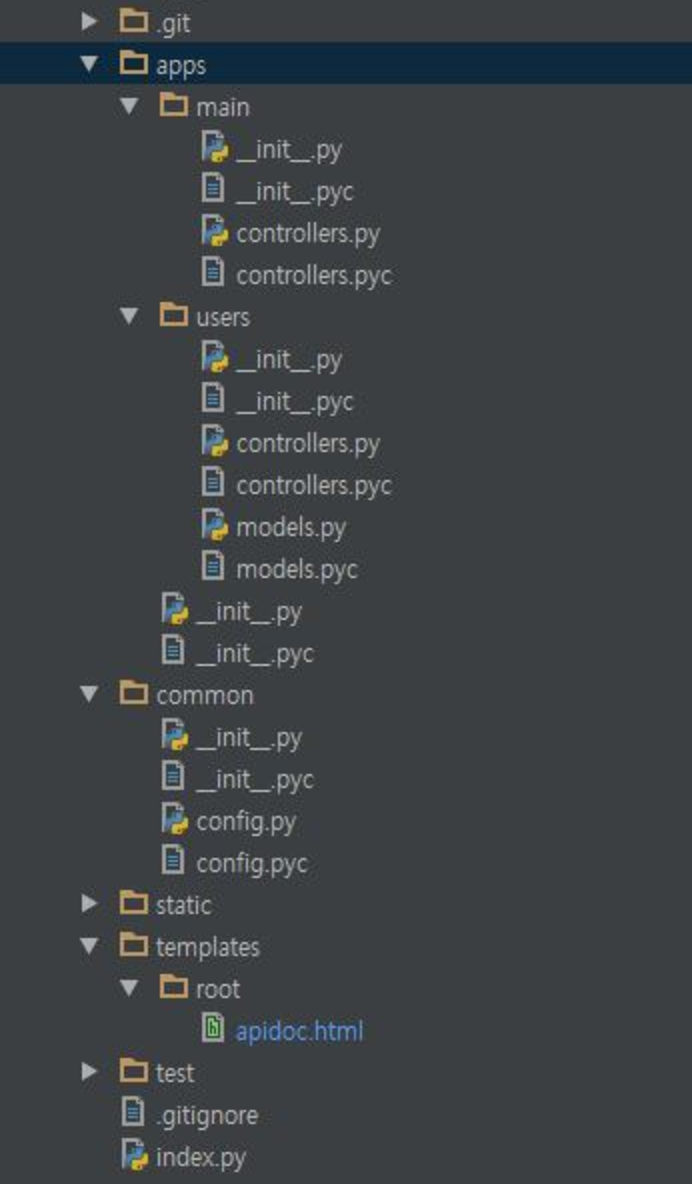 .git
apps
main
__init__.py
__init__.pyc
controllers.py
controllers.pyc
users
__init__.py
__init__.pyc
controllers.py
controllers.pyc
models.py
models.pyc
__init__.py
__init__.pyc
common
__init__.py
__init__.pyc
config.py
config.pyc
static
templates
root
apidoc.html
test
.gitignore
index.py